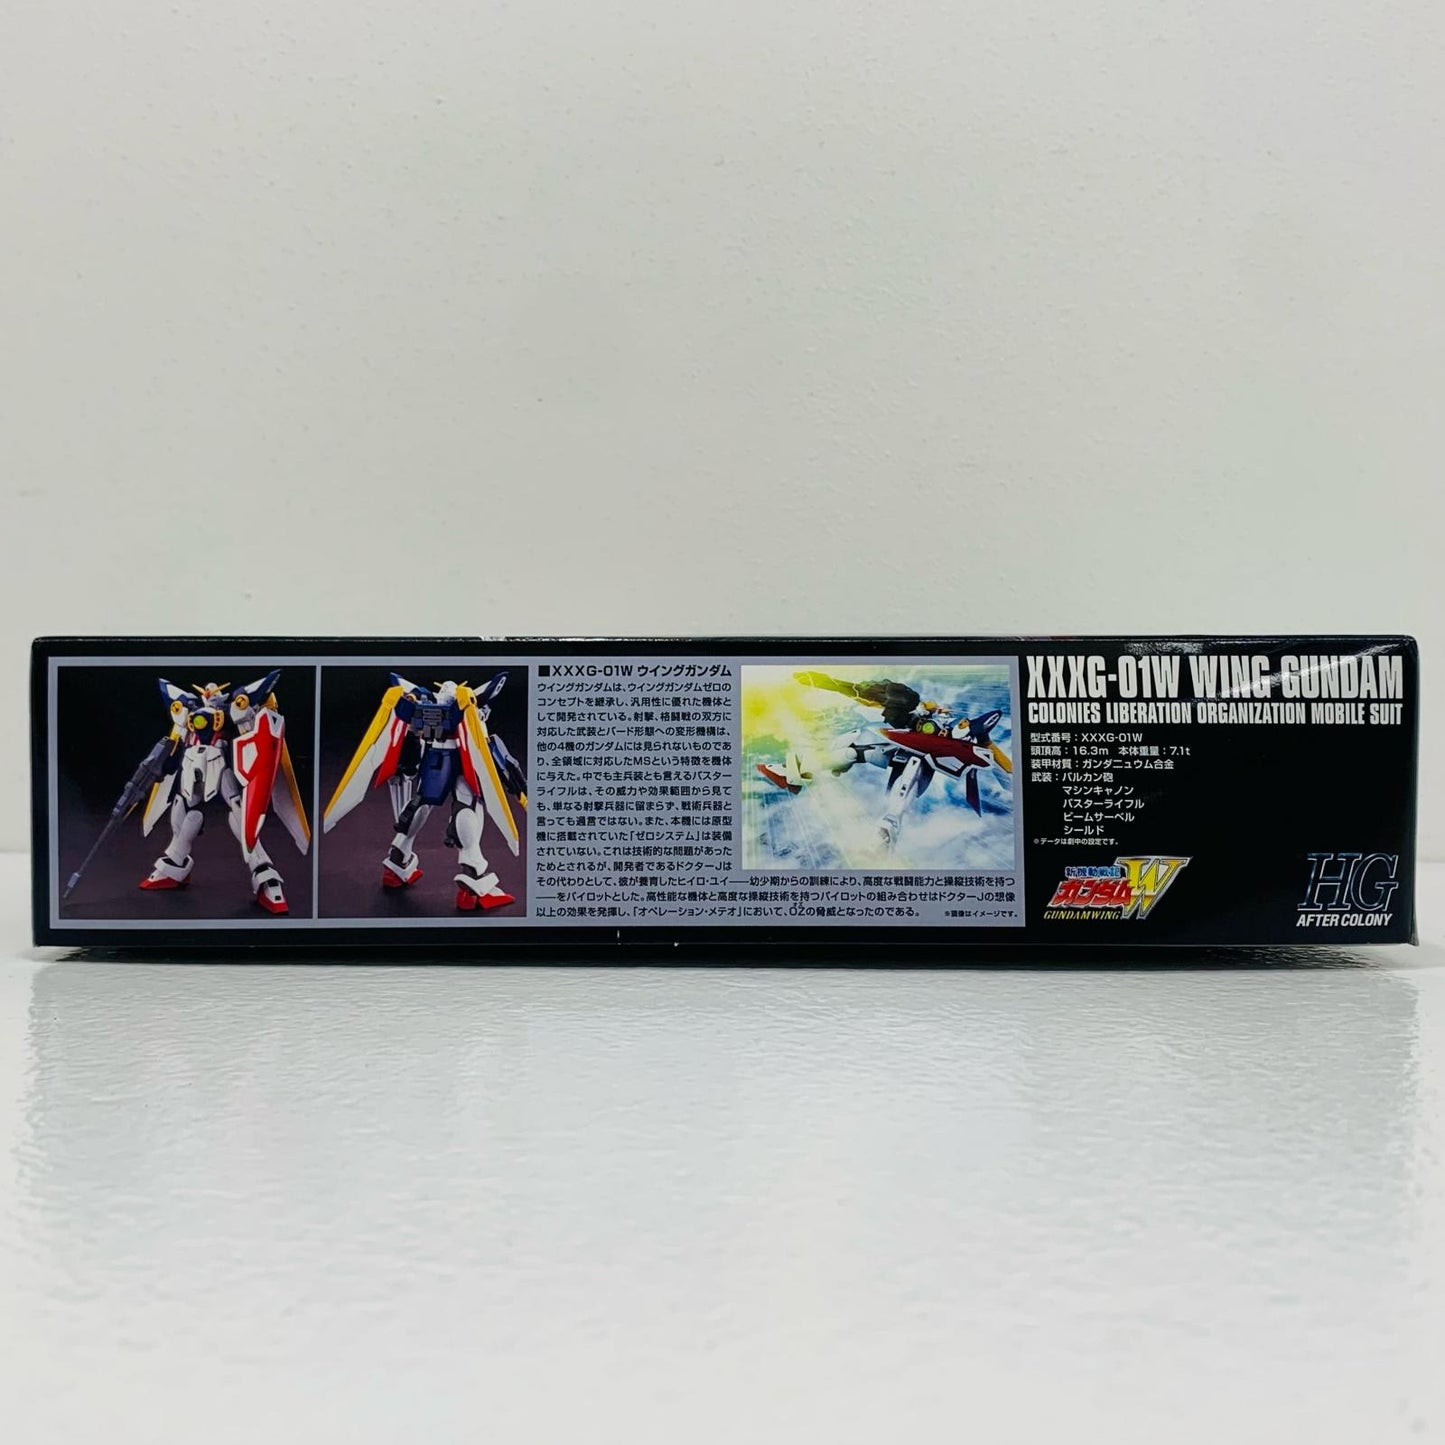 ■XXXG-01W ウイングガンダム
ウイングガンダムは、ウイングガンダムゼロの
コンセプトを継承し、汎用性に優れた機体と
して開発されている。射撃、格闘戦の双方に
対応した武装とバード形態への変形機構は、
他の4機のガンダムには見られないものであ
り、全領域に対応したMSという特徴を機体
に与えた。中でも主兵装とも言えるバスター
ライフルは、その威力や効果範囲から見て
も、単なる射撃兵器に留まらず、戦術兵器と
言っても過言ではない。また、本機には原型
機に搭載されていた「ゼロシステム」は装備
されていない。これは技術的な問題があった
ためとされるが、開発者であるドクターJは
その代わりとして、彼が養育したヒイロ・ユイ――幼少期からの訓練により、高度な戦闘能力と操縦技術を持つ
――をパイロットとした。高性能な機体と高度な操縦技術を持つパイロットの組み合わせはドクターJの想像
以上の効果を発揮し、「オペレーション・メテオ」において、OZの脅威となったのである。
オズ
※画像はイメージです。
XXXG-01W WING GUNDAM
COLONIES LIBERATION ORGANIZATION MOBILE SUIT
型式番号：XXXG-01W
頭頂高：16.3m 本体重量：7.1t
装甲材質：ガンダニュウム合金
武装：バルカン砲
マシンキャノン
バスターライフル
ビームサーベル
シールド
※データは劇中の設定です。
新機動戦記
ガンダムW
GUNDAM WING
HG
AFTER COLONY